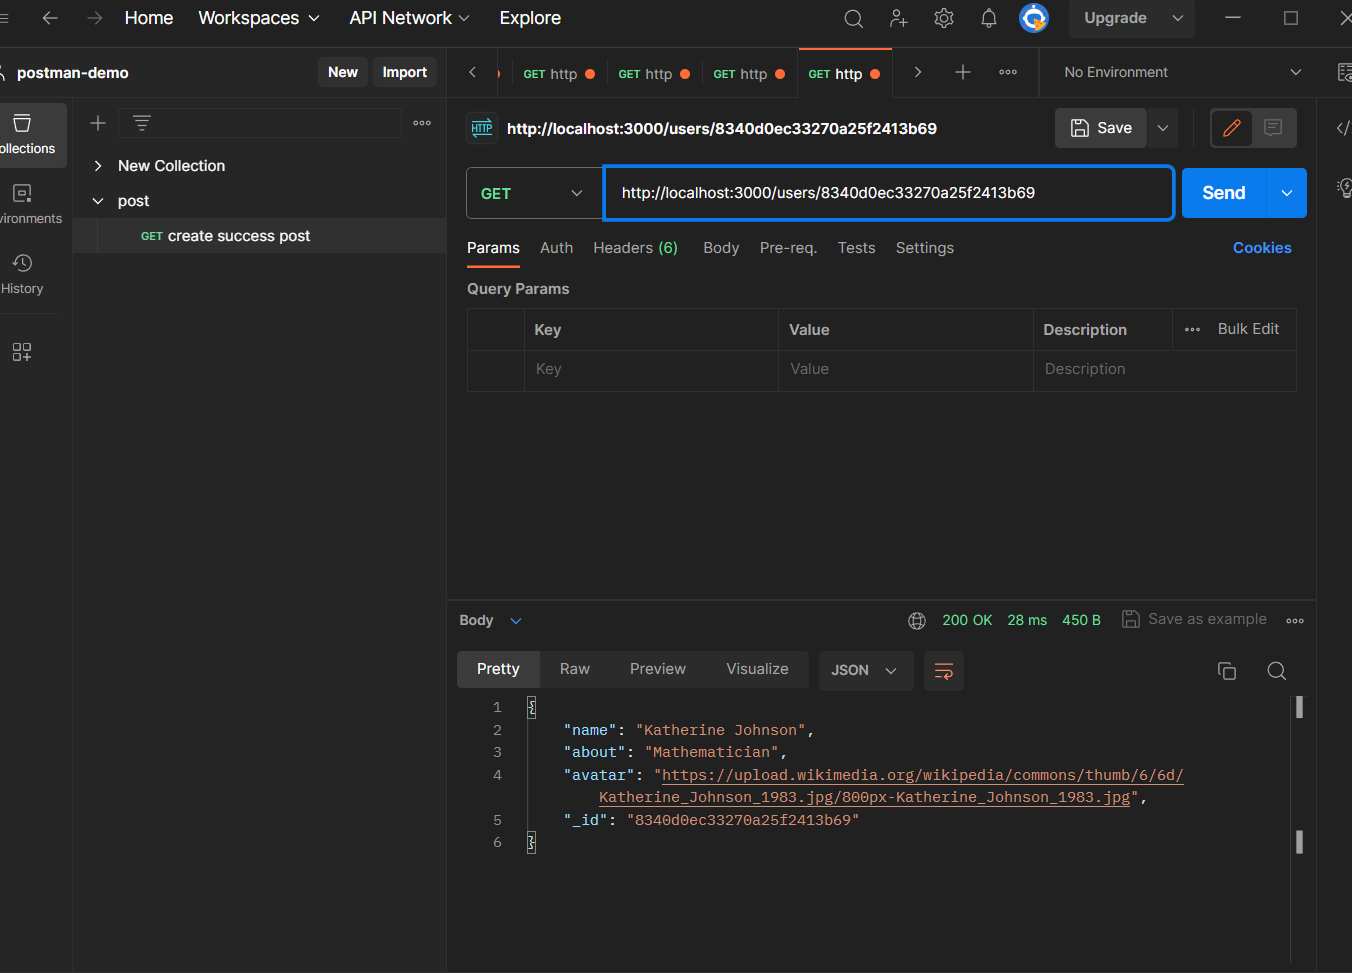 Home Workspaces API Network Explore Upgrade
postman-demo New Import GET http GET http GET http GET http No Environment
ollections
New Collection
post
GET create success post
vironments
History
HTTP http://localhost:3000/users/8340d0ec33270a25f2413b69 Save
GET http://localhost:3000/users/8340d0ec33270a25f2413b69 Send
Params Auth Headers (6) Body Pre-req. Tests Settings Cookies
Query Params
Key Value Description Bulk Edit
Key Value Description
Body 200 OK 28 ms 450 B Save as example
Pretty Raw Preview Visualize JSON
1 {
2 "name": "Katherine Johnson",
3 "about": "Mathematician",
4 "avatar": "https://upload.wikimedia.org/wikipedia/commons/thumb/6/6d/
Katherine_Johnson_1983.jpg/800px-Katherine_Johnson_1983.jpg",
5 "_id": "8340d0ec33270a25f2413b69"
6 }